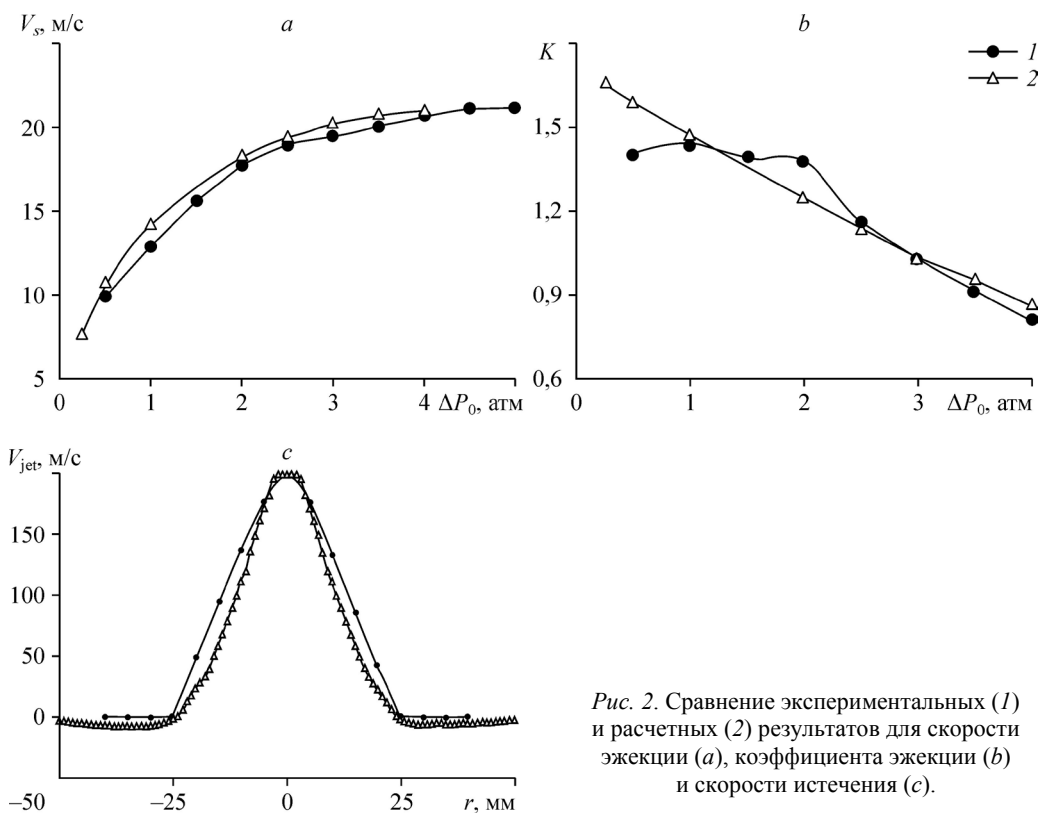 V_s, м/с
a
20
15
10
5
0
1
2
3
4
ΔP_0, атм
b
K
1
2
1,5
1,2
0,9
0,6
0
1
2
3
ΔP_0, атм
V_jet, м/с
c
150
100
50
0
–50
–25
0
25
r, мм
Рис. 2. Сравнение экспериментальных (1)
и расчетных (2) результатов для скорости
эжекции (a), коэффициента эжекции (b)
и скорости истечения (c).